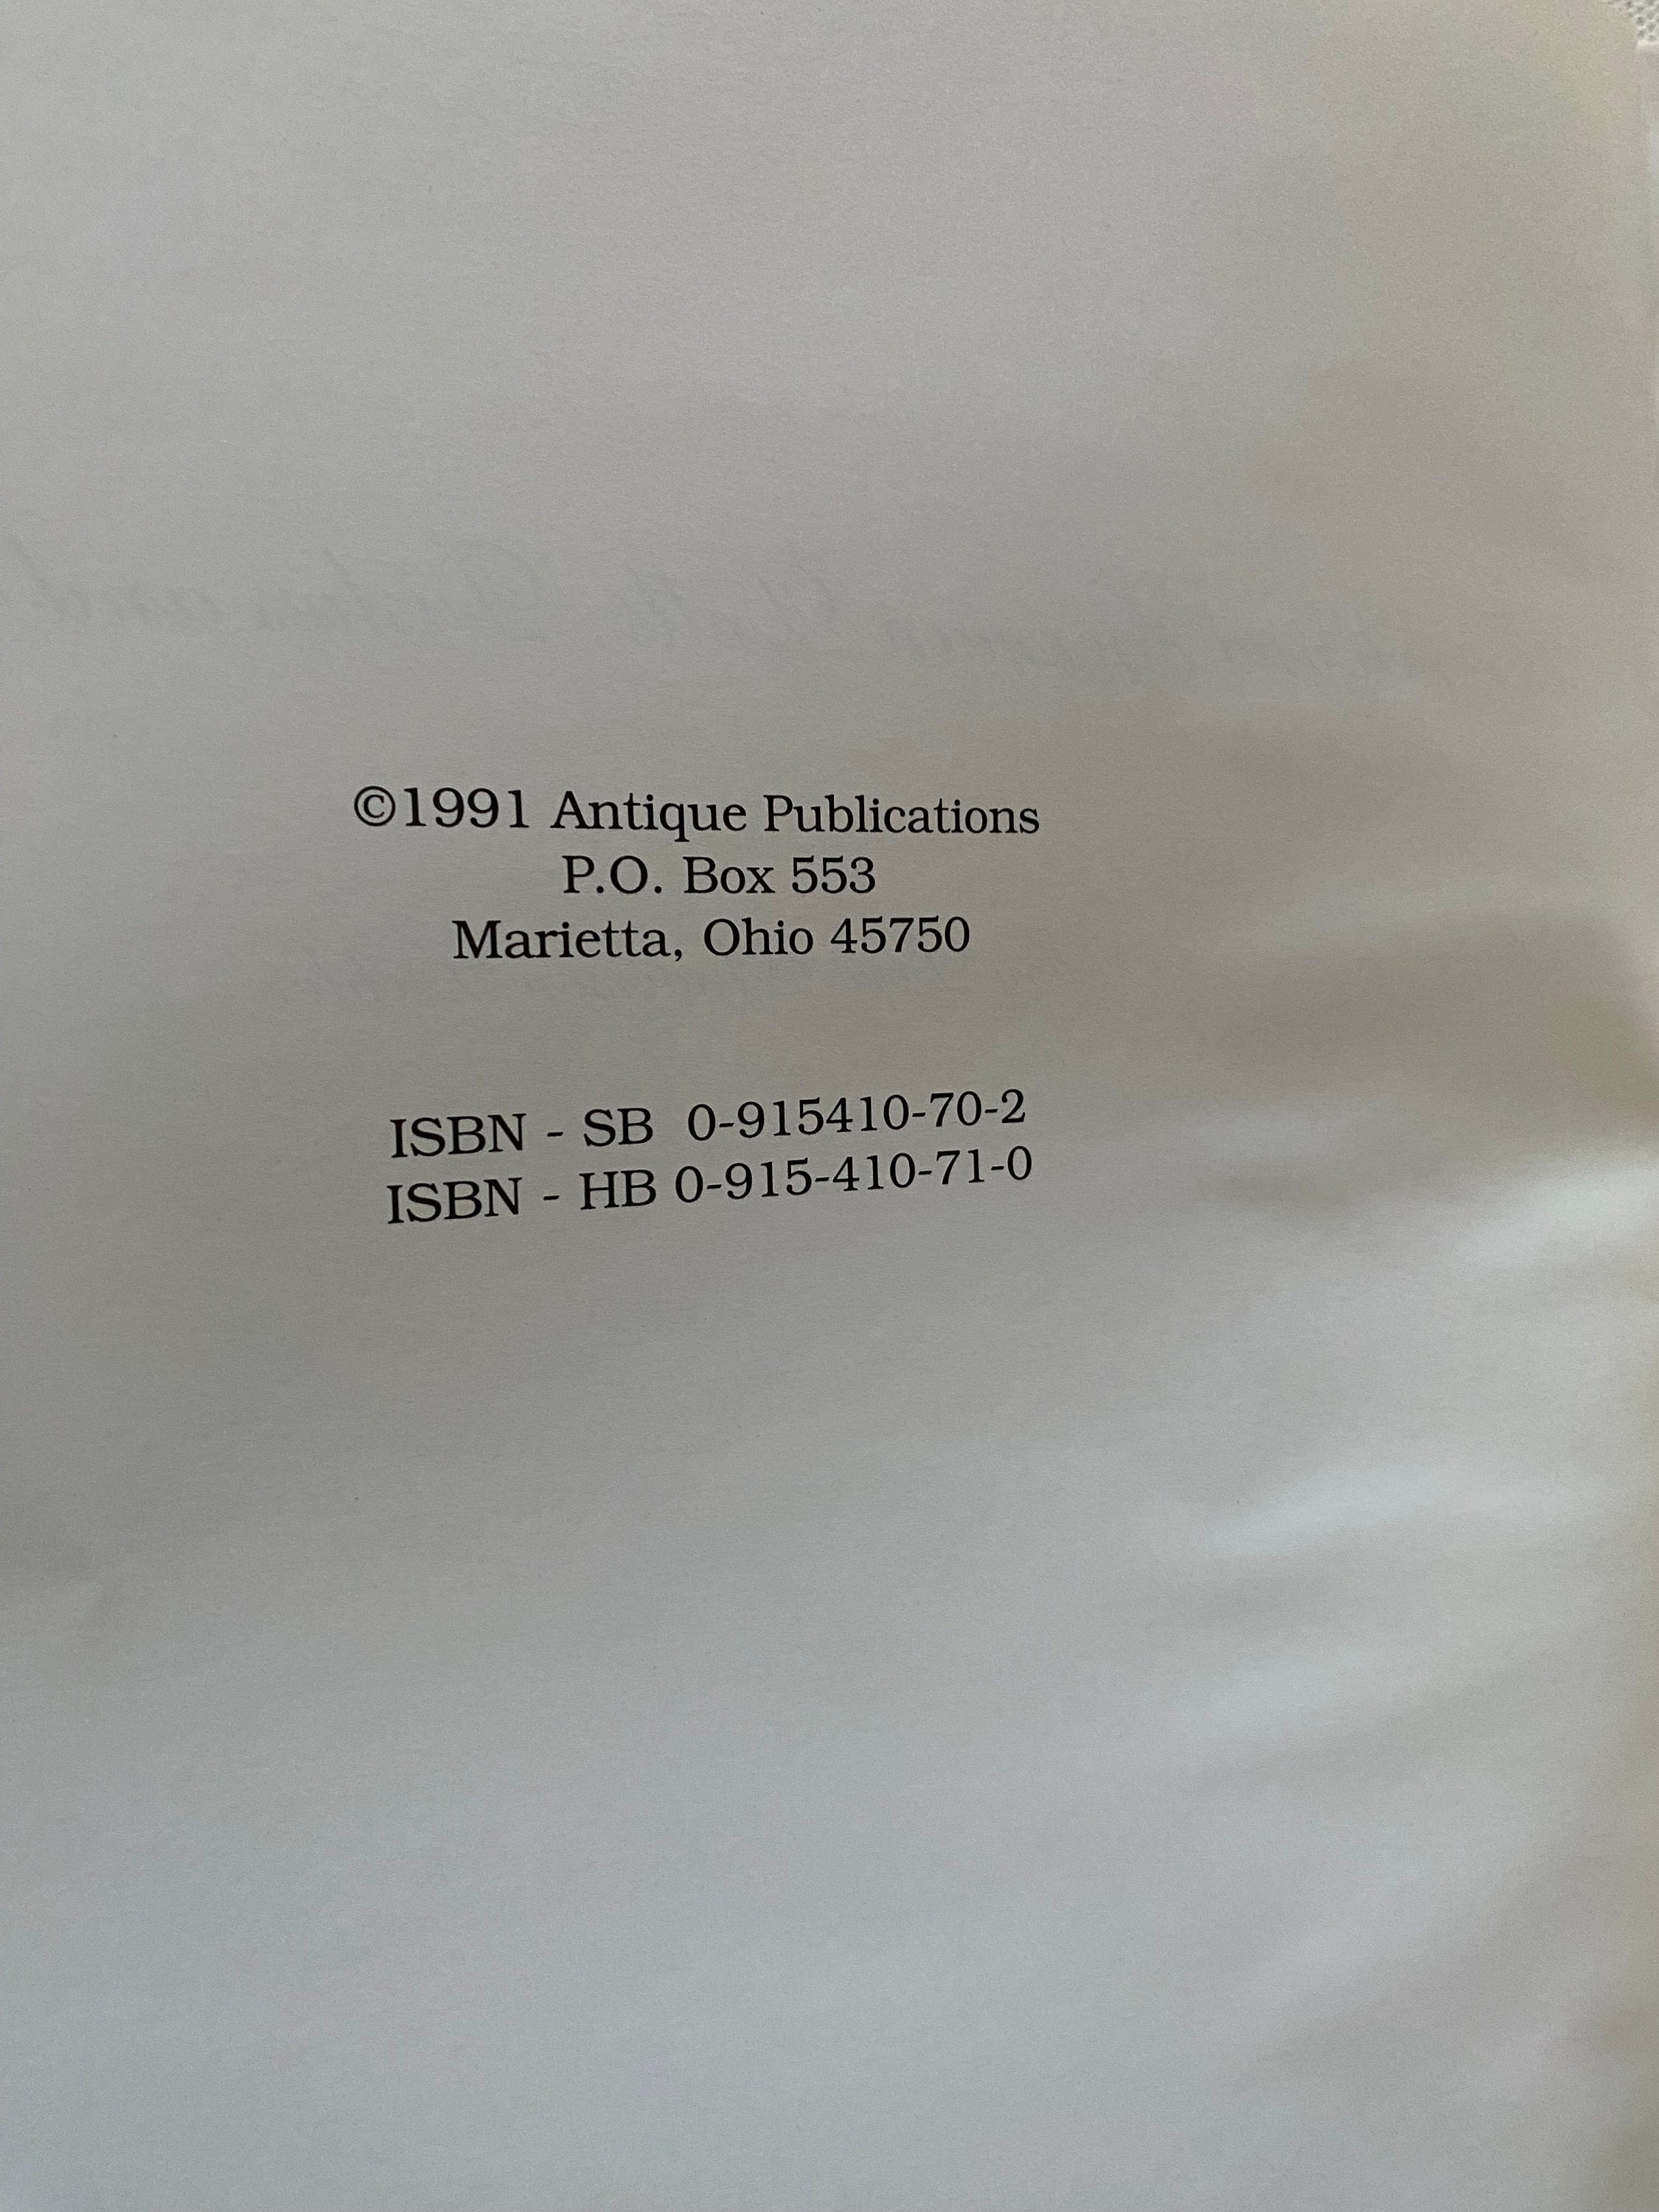 ©1991 Antique Publications
P.O. Box 553
Marietta, Ohio 45750
ISBN - SB 0-915410-70-2
ISBN - HB 0-915-410-71-0